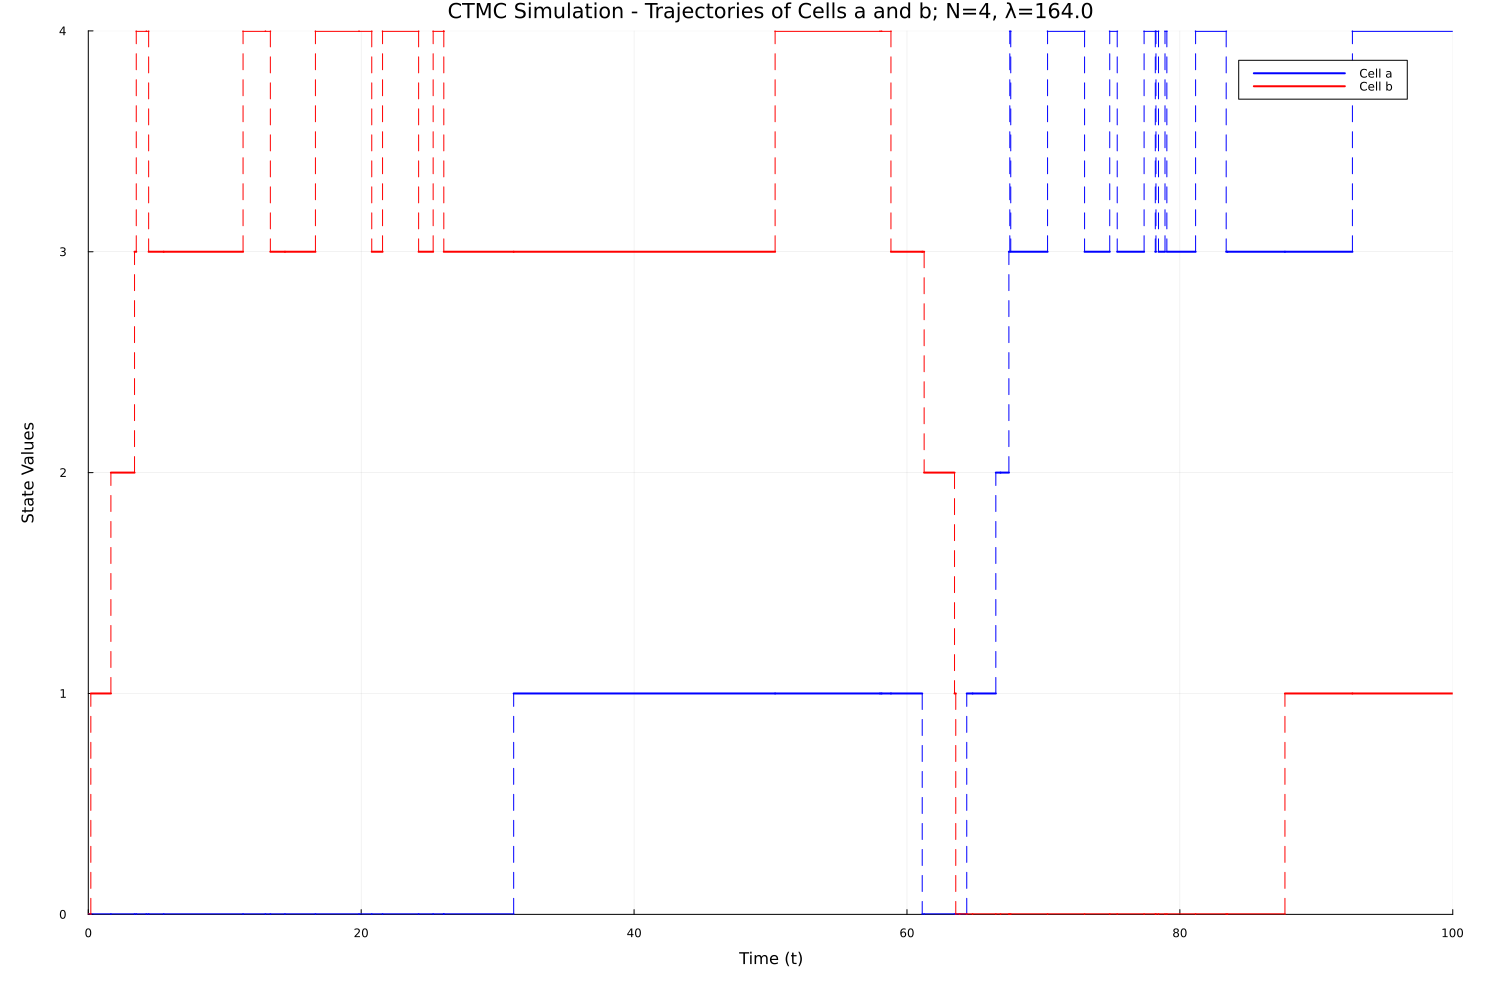 CTMC Simulation - Trajectories of Cells a and b; N=4, λ=164.0
4
Cell a
Cell b
3
State Values
2
1
0
0 20 40 60 80 100
Time (t)